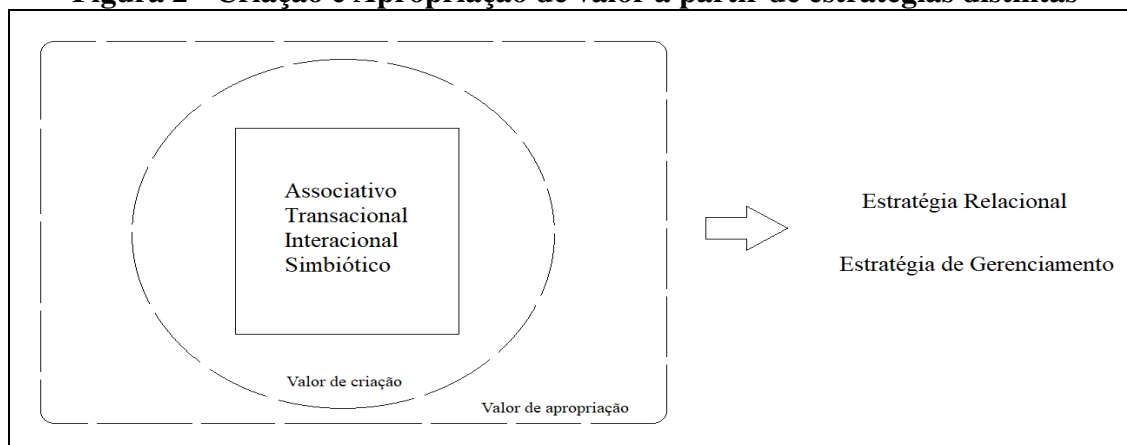 Figura 2 - Criação e Apropriação de valor a partir de estratégias distintas
Associativo
Transacional
Interacional
Simbiótico
Valor de criação
Valor de apropriação
Estratégia Relacional
Estratégia de Gerenciamento